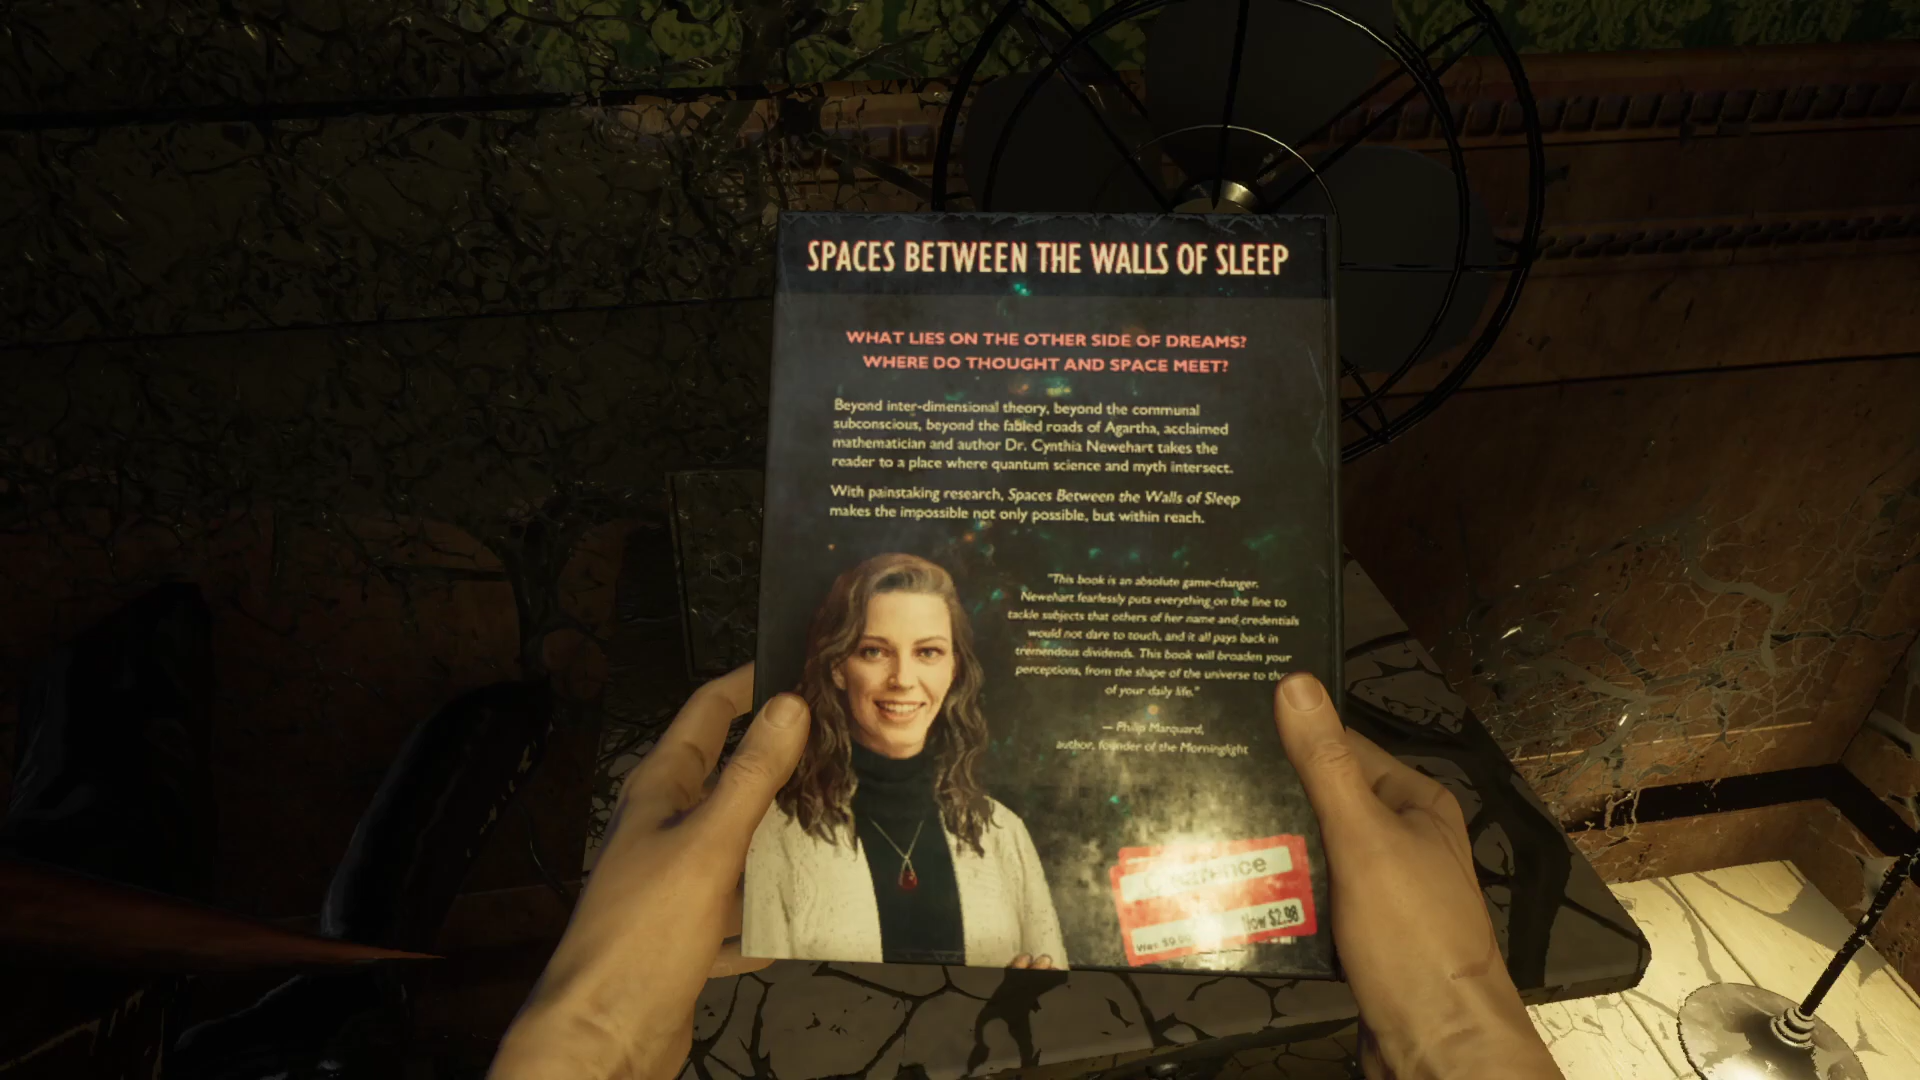 SPACES BETWEEN THE WALLS OF SLEEP
WHAT LIES ON THE OTHER SIDE OF DREAMS?
WHERE DO THOUGHT AND SPACE MEET?
Beyond inter-dimensional theory, beyond the communal
subconscious, beyond the fabled roads of Agartha, acclaimed
mathematician and author Dr. Cynthia Newehart takes the
reader to a place where quantum science and myth intersect.
With painstaking research, Spaces Between the Walls of Sleep
makes the impossible not only possible, but within reach.
"This book is an absolute game-changer.
Newehart fearlessly puts everything on the line to
tackle subjects that others of her name and credentials
would not dare to touch, and it all pays back in
tremendous dividends. This book will broaden your
perceptions, from the shape of the universe to
of your daily life."
— Philip Marquard,
author, founder of the Morninglight
Now $2.98
Was